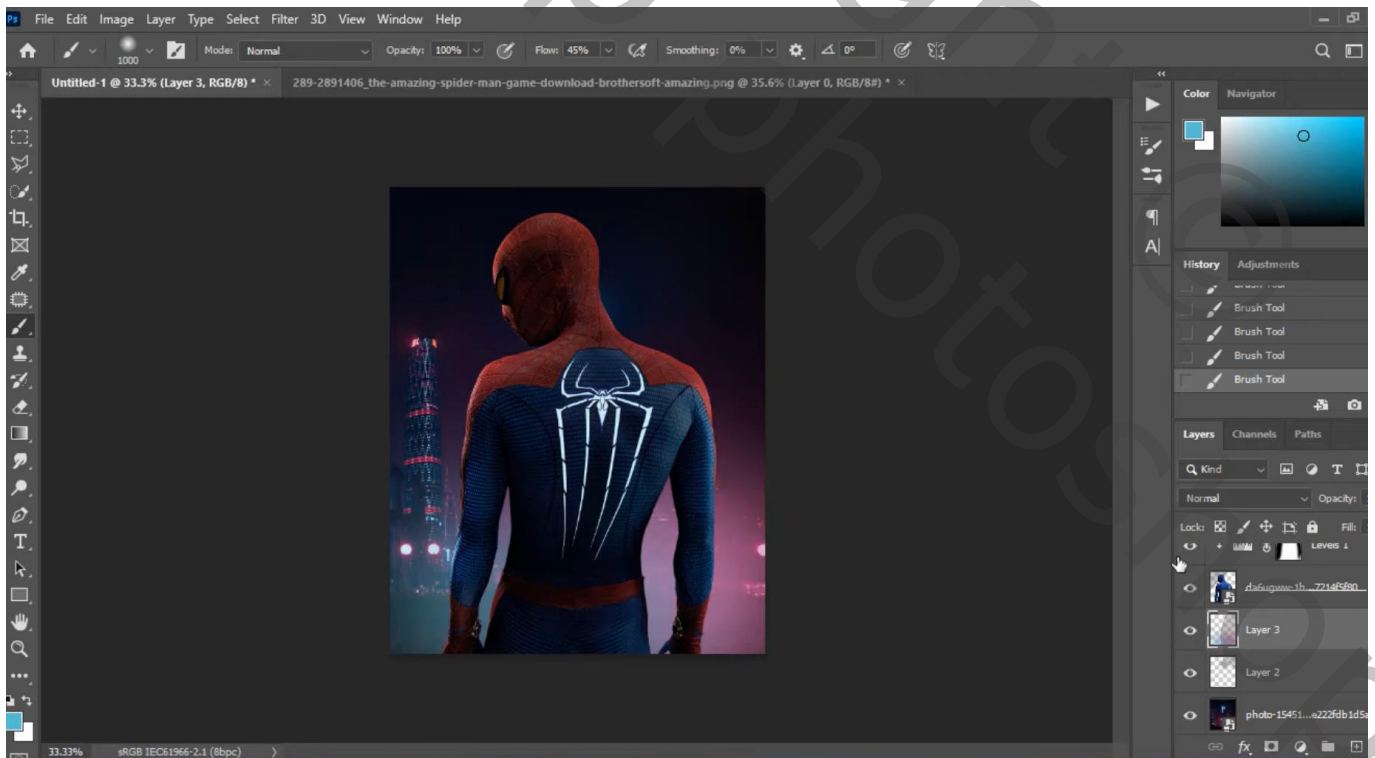 Ps File Edit Image Layer Type Select Filter 3D View Window Help
1000 Mode: Normal Opacity: 100% Flow: 45% Smoothing: 0% 0°
Untitled-1 @ 33.3% (Layer 3, RGB/8) * × 289-2891406_the-amazing-spider-man-game-download-brothersoft-amazing.png @ 35.6% (Layer 0, RGB/8#) * ×
Color Navigator
History Adjustments
Brush Tool
Brush Tool
Brush Tool
Brush Tool
Brush Tool
Layers Channels Paths
Kind
Normal Opacity:
Lock: Fill:
Levels 1
Layer 3
Layer 2
33.33% sRGB IEC61966-2.1 (8bpc)